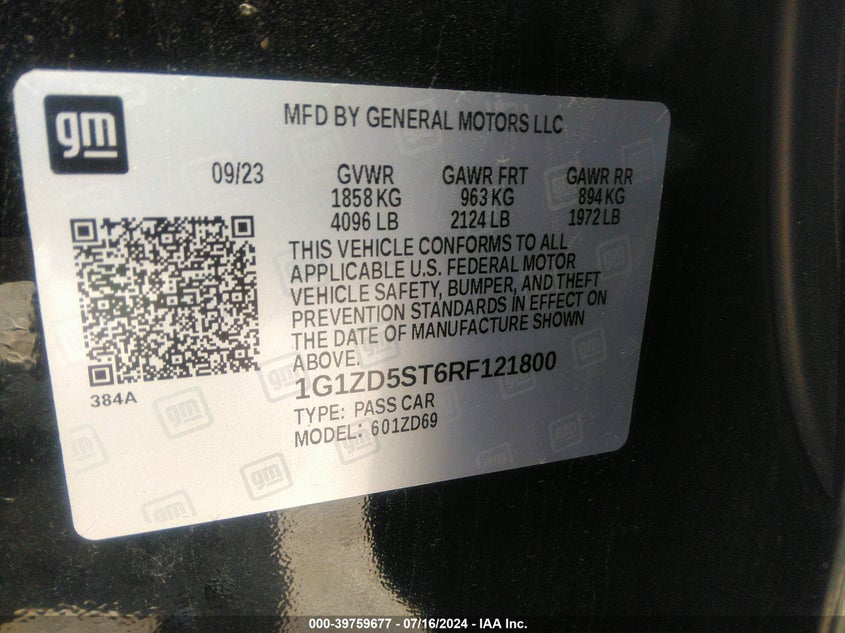 gm
MFD BY GENERAL MOTORS LLC
09/23 GVWR GAWR FRT GAWR RR
1858 KG 963 KG 894 KG
4096 LB 2124 LB 1972 LB
THIS VEHICLE CONFORMS TO ALL
APPLICABLE U.S. FEDERAL MOTOR
VEHICLE SAFETY, BUMPER, AND THEFT
PREVENTION STANDARDS IN EFFECT ON
THE DATE OF MANUFACTURE SHOWN
ABOVE.
1G1ZD5ST6RF121800
384A
TYPE: PASS CAR
MODEL: 601ZD69
000-39759677 - 07/16/2024 - IAA Inc.